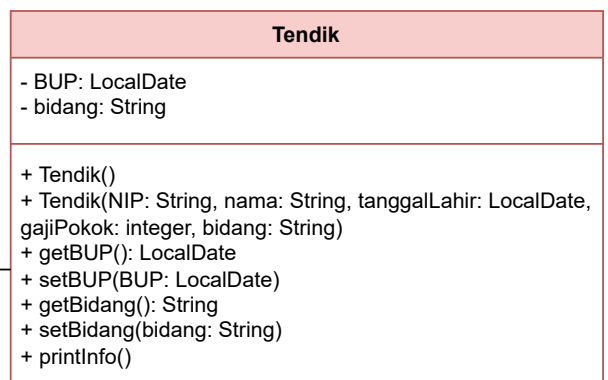 Tendik
- BUP: LocalDate
- bidang: String
+ Tendik()
+ Tendik(NIP: String, nama: String, tanggalLahir: LocalDate,
gajiPokok: integer, bidang: String)
+ getBUP(): LocalDate
+ setBUP(BUP: LocalDate)
+ getBidang(): String
+ setBidang(bidang: String)
+ printInfo()